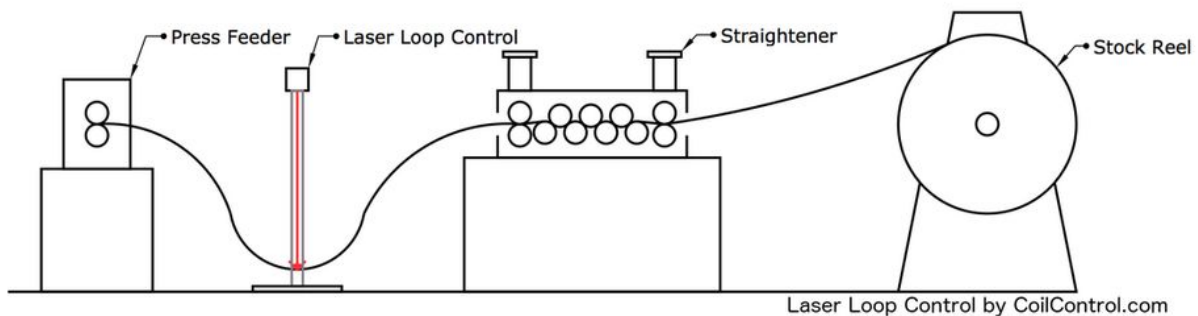 Press Feeder
Laser Loop Control
Straightener
Stock Reel
Laser Loop Control by CoilControl.com